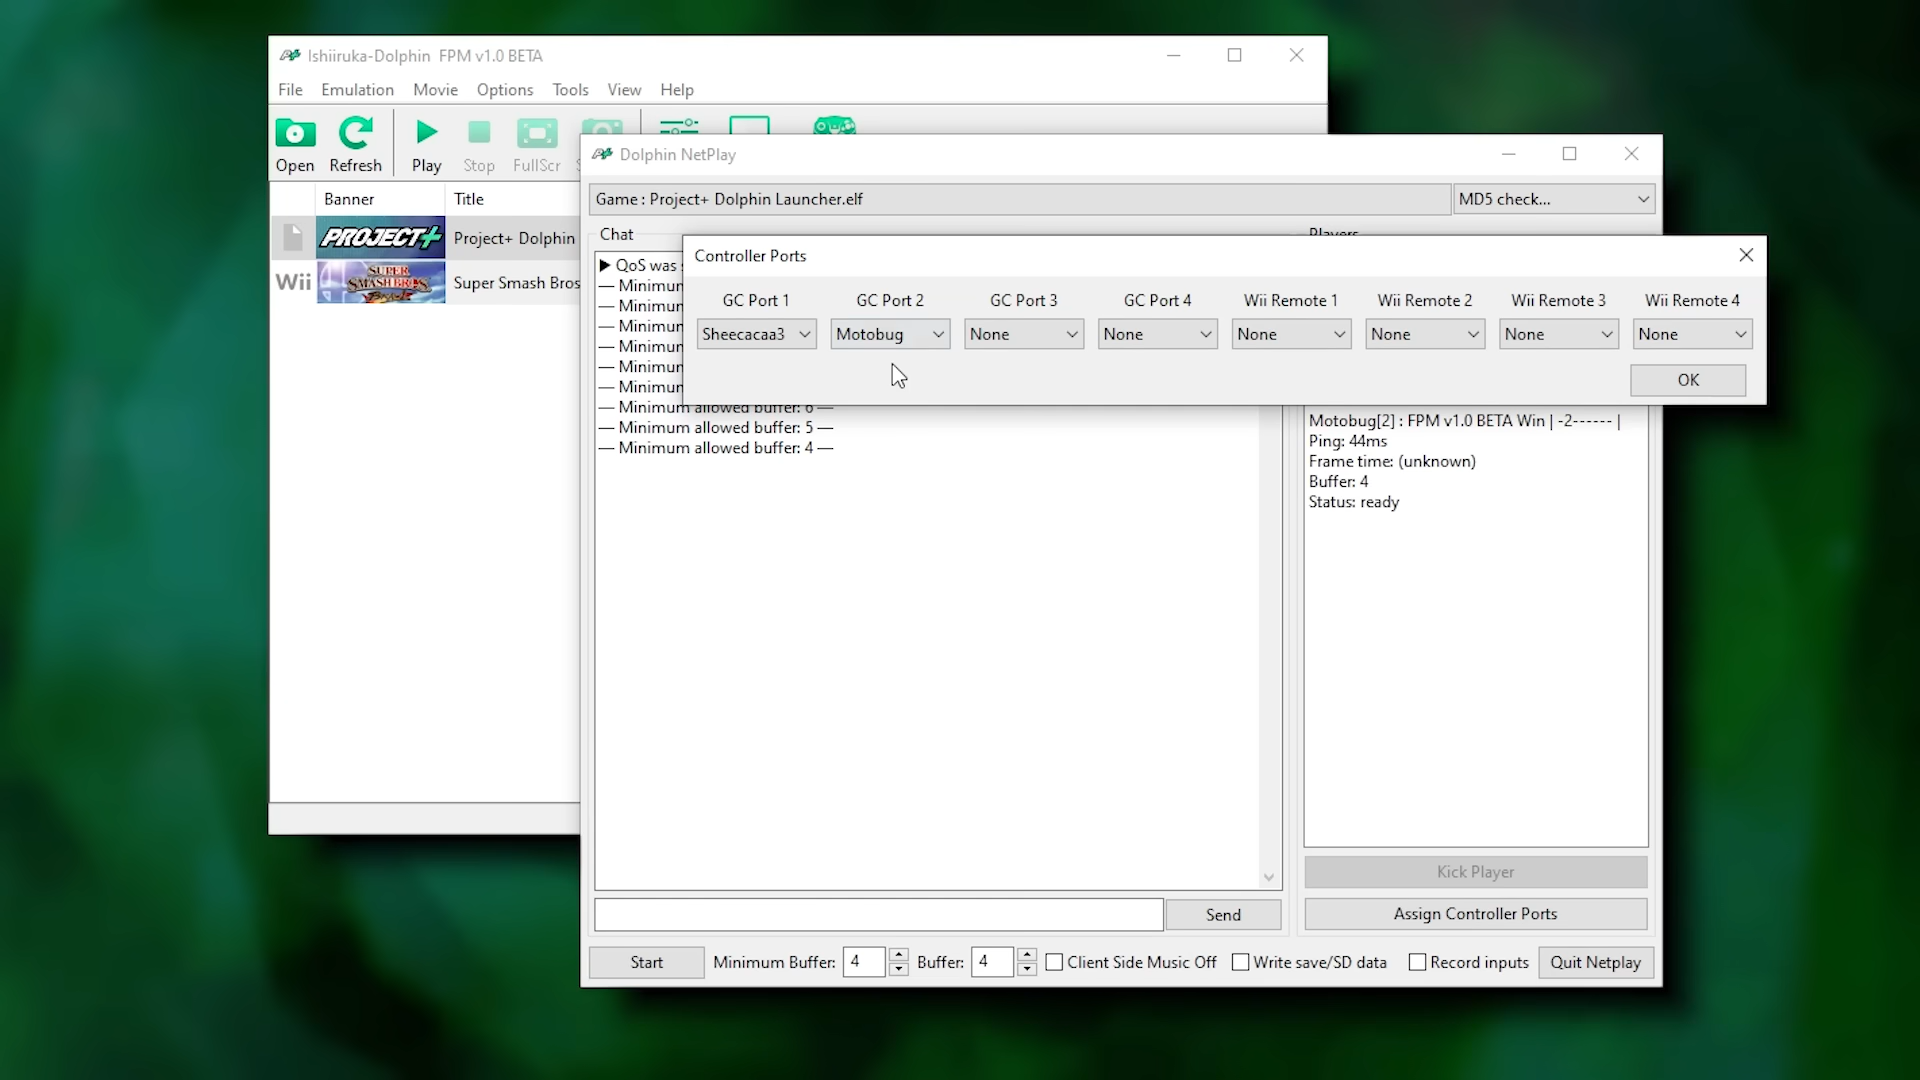 Ishiiruka-Dolphin FPM v1.0 BETA
File Emulation Movie Options Tools View Help
Open Refresh Play Stop FullScr
Banner Title
PROJECT+ Project+ Dolphin
Wii SUPER SMASH BROS. BRAWL Super Smash Bros
Dolphin NetPlay
Game : Project+ Dolphin Launcher.elf MD5 check...
Chat Players
▶ QoS was
Controller Ports
GC Port 1 GC Port 2 GC Port 3 GC Port 4 Wii Remote 1 Wii Remote 2 Wii Remote 3 Wii Remote 4
Sheecacaa3 Motobug None None None None None None
OK
— Minimum allowed buffer: 6 —
— Minimum allowed buffer: 5 —
— Minimum allowed buffer: 4 —
Motobug[2] : FPM v1.0 BETA Win | -2------ |
Ping: 44ms
Frame time: (unknown)
Buffer: 4
Status: ready
Kick Player
Assign Controller Ports
Send
Start Minimum Buffer: 4 Buffer: 4 Client Side Music Off Write save/SD data Record inputs Quit Netplay